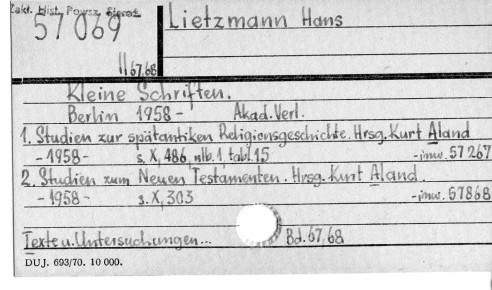 Zakł. Hist. Powsz. Staroż.
57069
II 67.68
Lietzmann Hans
Kleine Schriften.
Berlin 1958- Akad. Verl.
1. Studien zur spätantiken Religionsgeschichte. Hrsg. Kurt Aland
-1958- s. X, 486, nlb. 1, tabl. 15 -inw. 57267
2. Studien zum Neuen Testamenten. Hrsg. Kurt Aland.
-1958- s. X, 303 -inw. 57868
Texte u. Untersuchungen... Bd. 67, 68
DUJ. 693/70. 10 000.